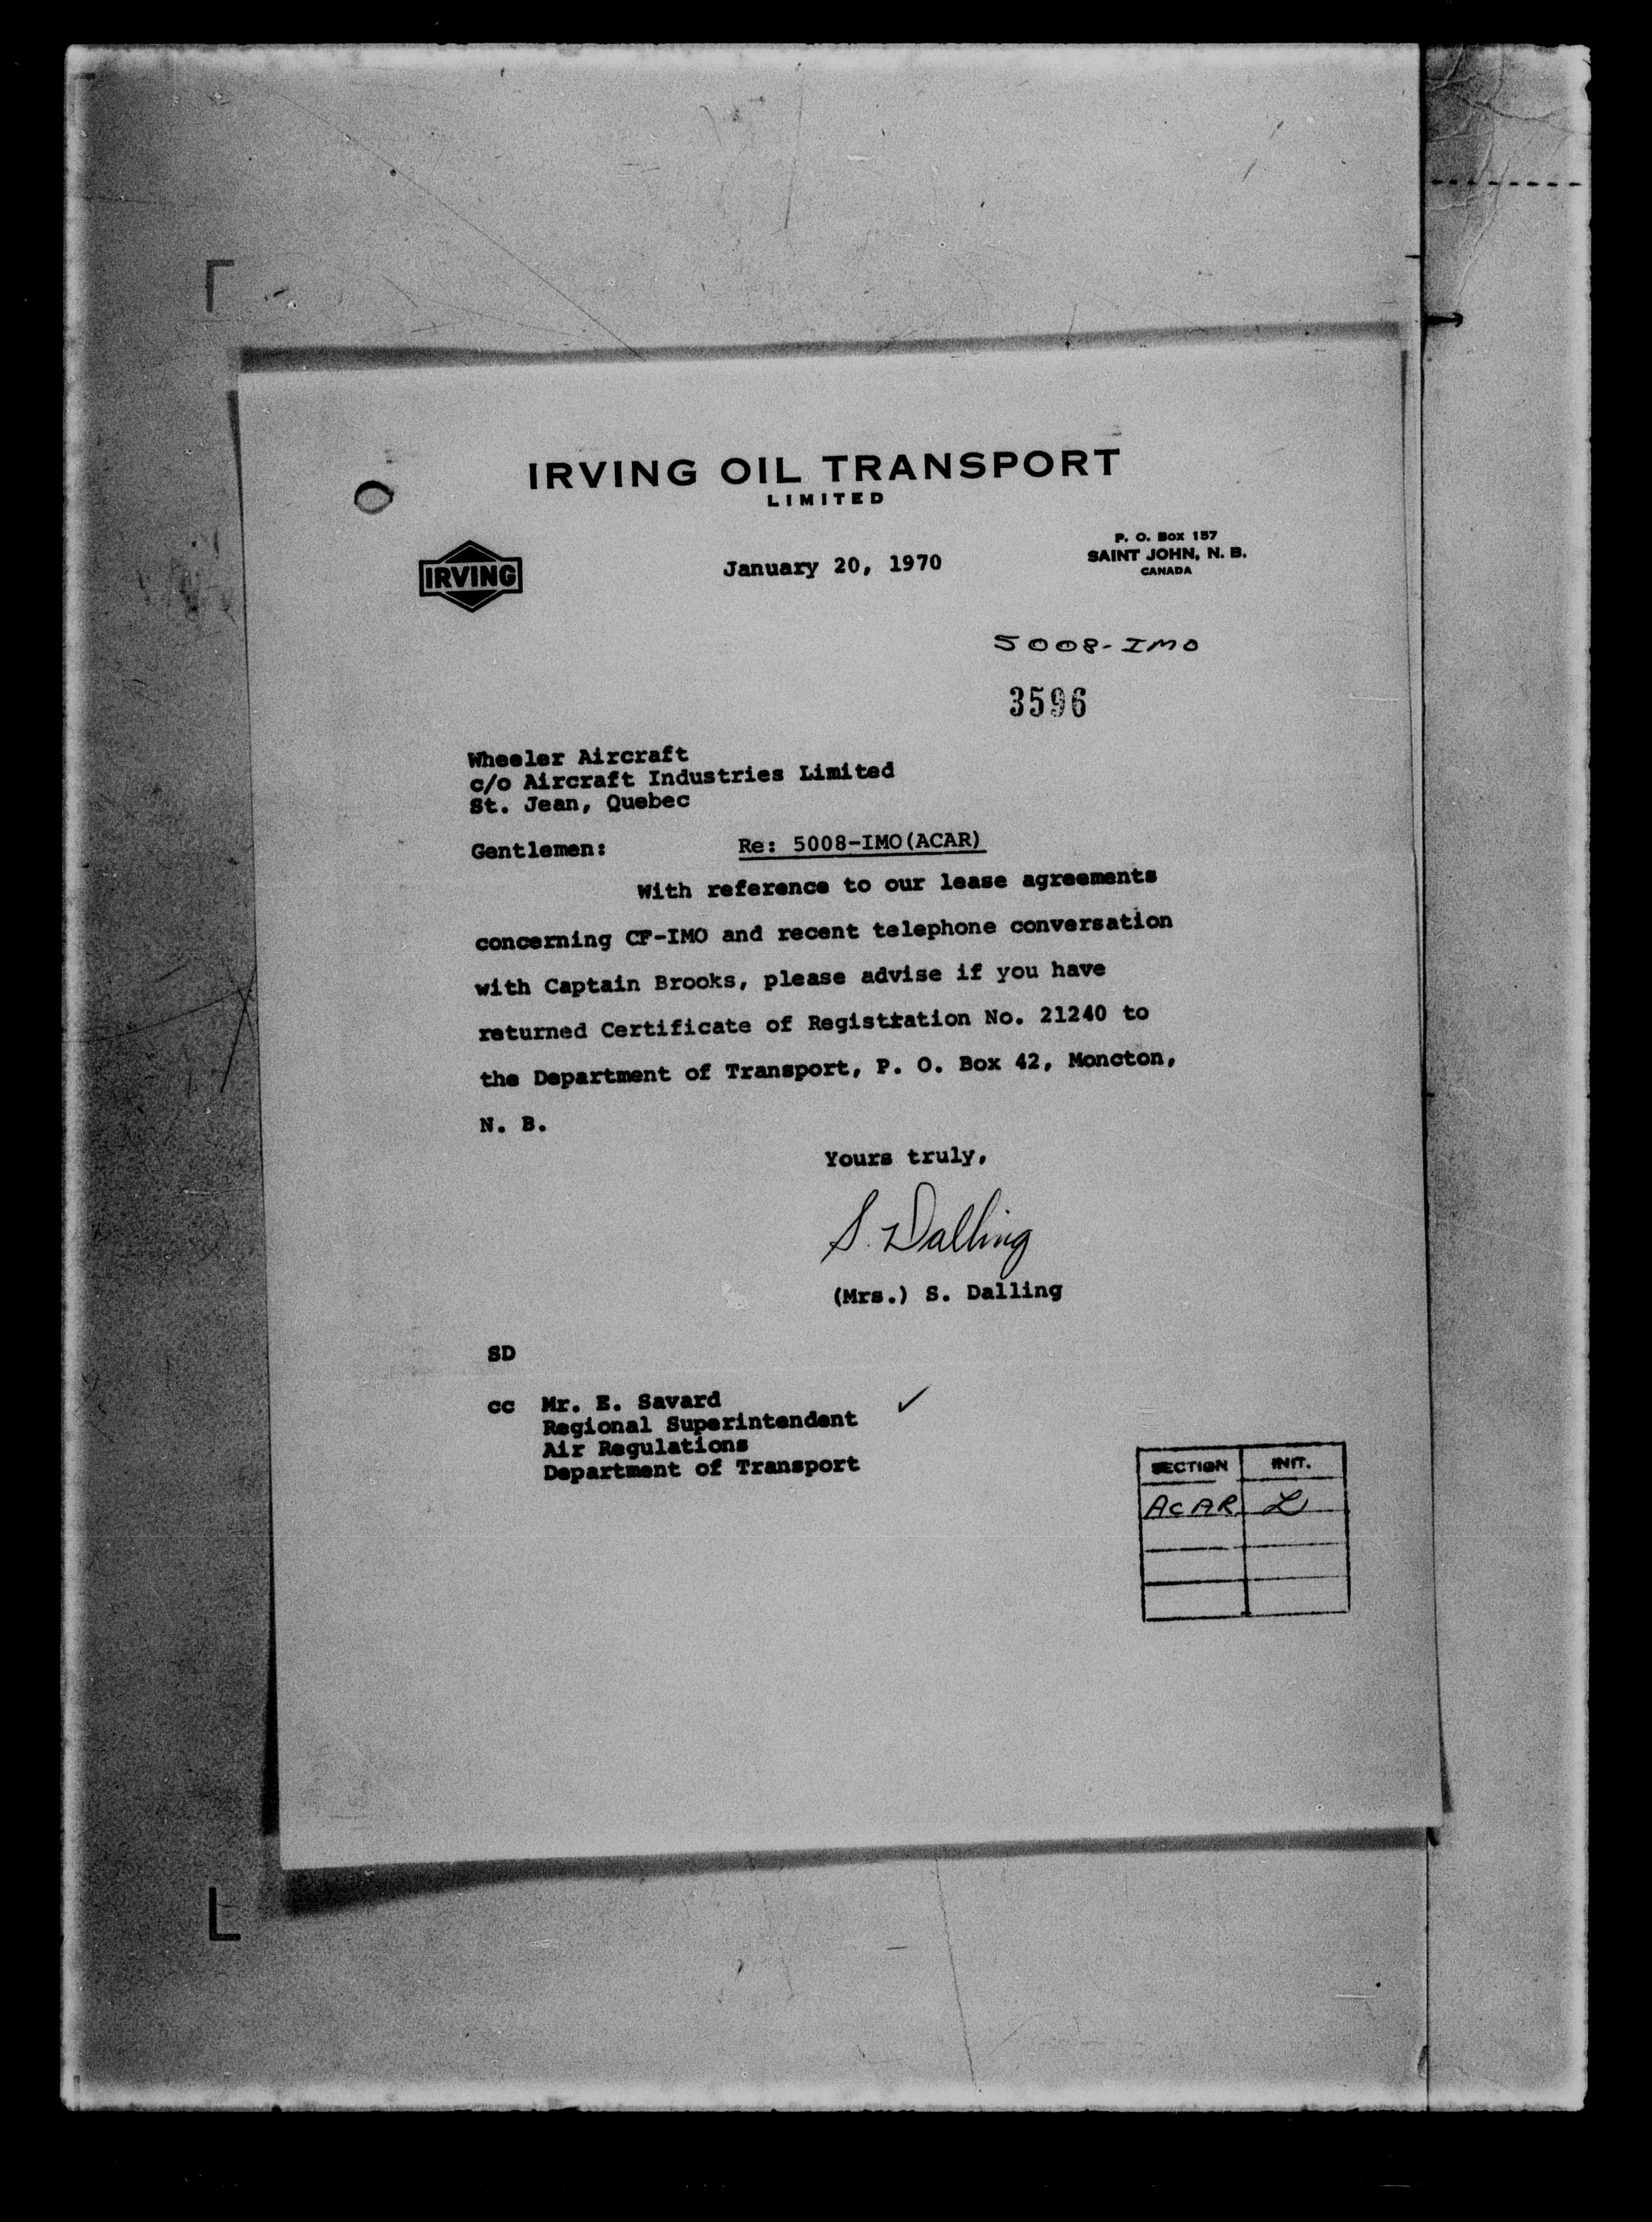 IRVING OIL TRANSPORT
LIMITED
IRVING
January 20, 1970
P. O. Box 157
SAINT JOHN, N. B.
CANADA
5008-IMO
3596
Wheeler Aircraft
c/o Aircraft Industries Limited
St. Jean, Quebec
Gentlemen: Re: 5008-IMO(ACAR)
With reference to our lease agreements
concerning CF-IMO and recent telephone conversation
with Captain Brooks, please advise if you have
returned Certificate of Registration No. 21240 to
the Department of Transport, P. O. Box 42, Moncton,
N. B.
Yours truly,
S. Dalling
(Mrs.) S. Dalling
SD
cc Mr. E. Savard
Regional Superintendent
Air Regulations
Department of Transport
SECTION INIT.
ACAR